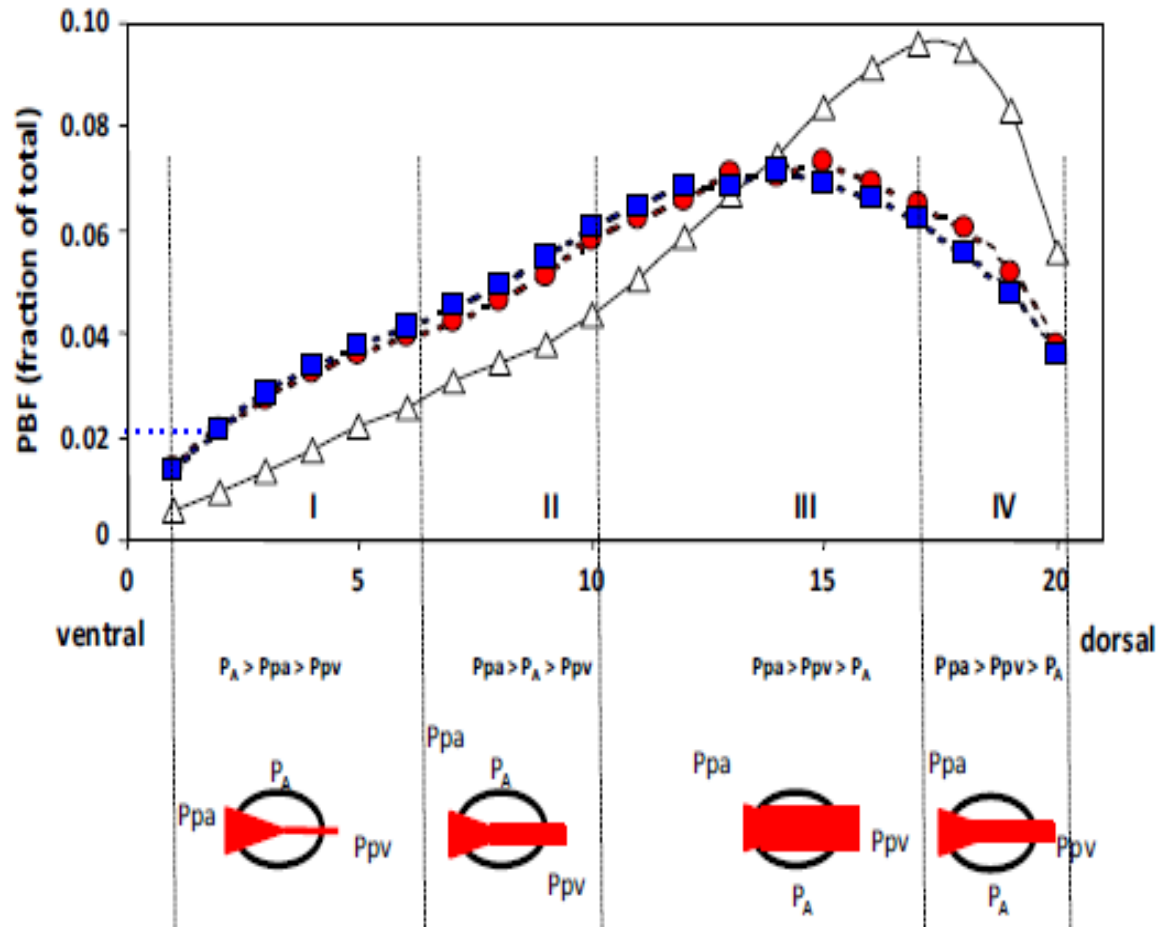 0.10
0.08
0.06
0.04
0.02
0
PBF (fraction of total)
I II III IV
0 5 10 15 20
ventral dorsal
P_A > Ppa > Ppv Ppa > P_A > Ppv Ppa > Ppv > P_A Ppa > Ppv > P_A
Ppa P_A Ppv
Ppa P_A Ppv
Ppa Ppv P_A
Ppa Ppv P_A